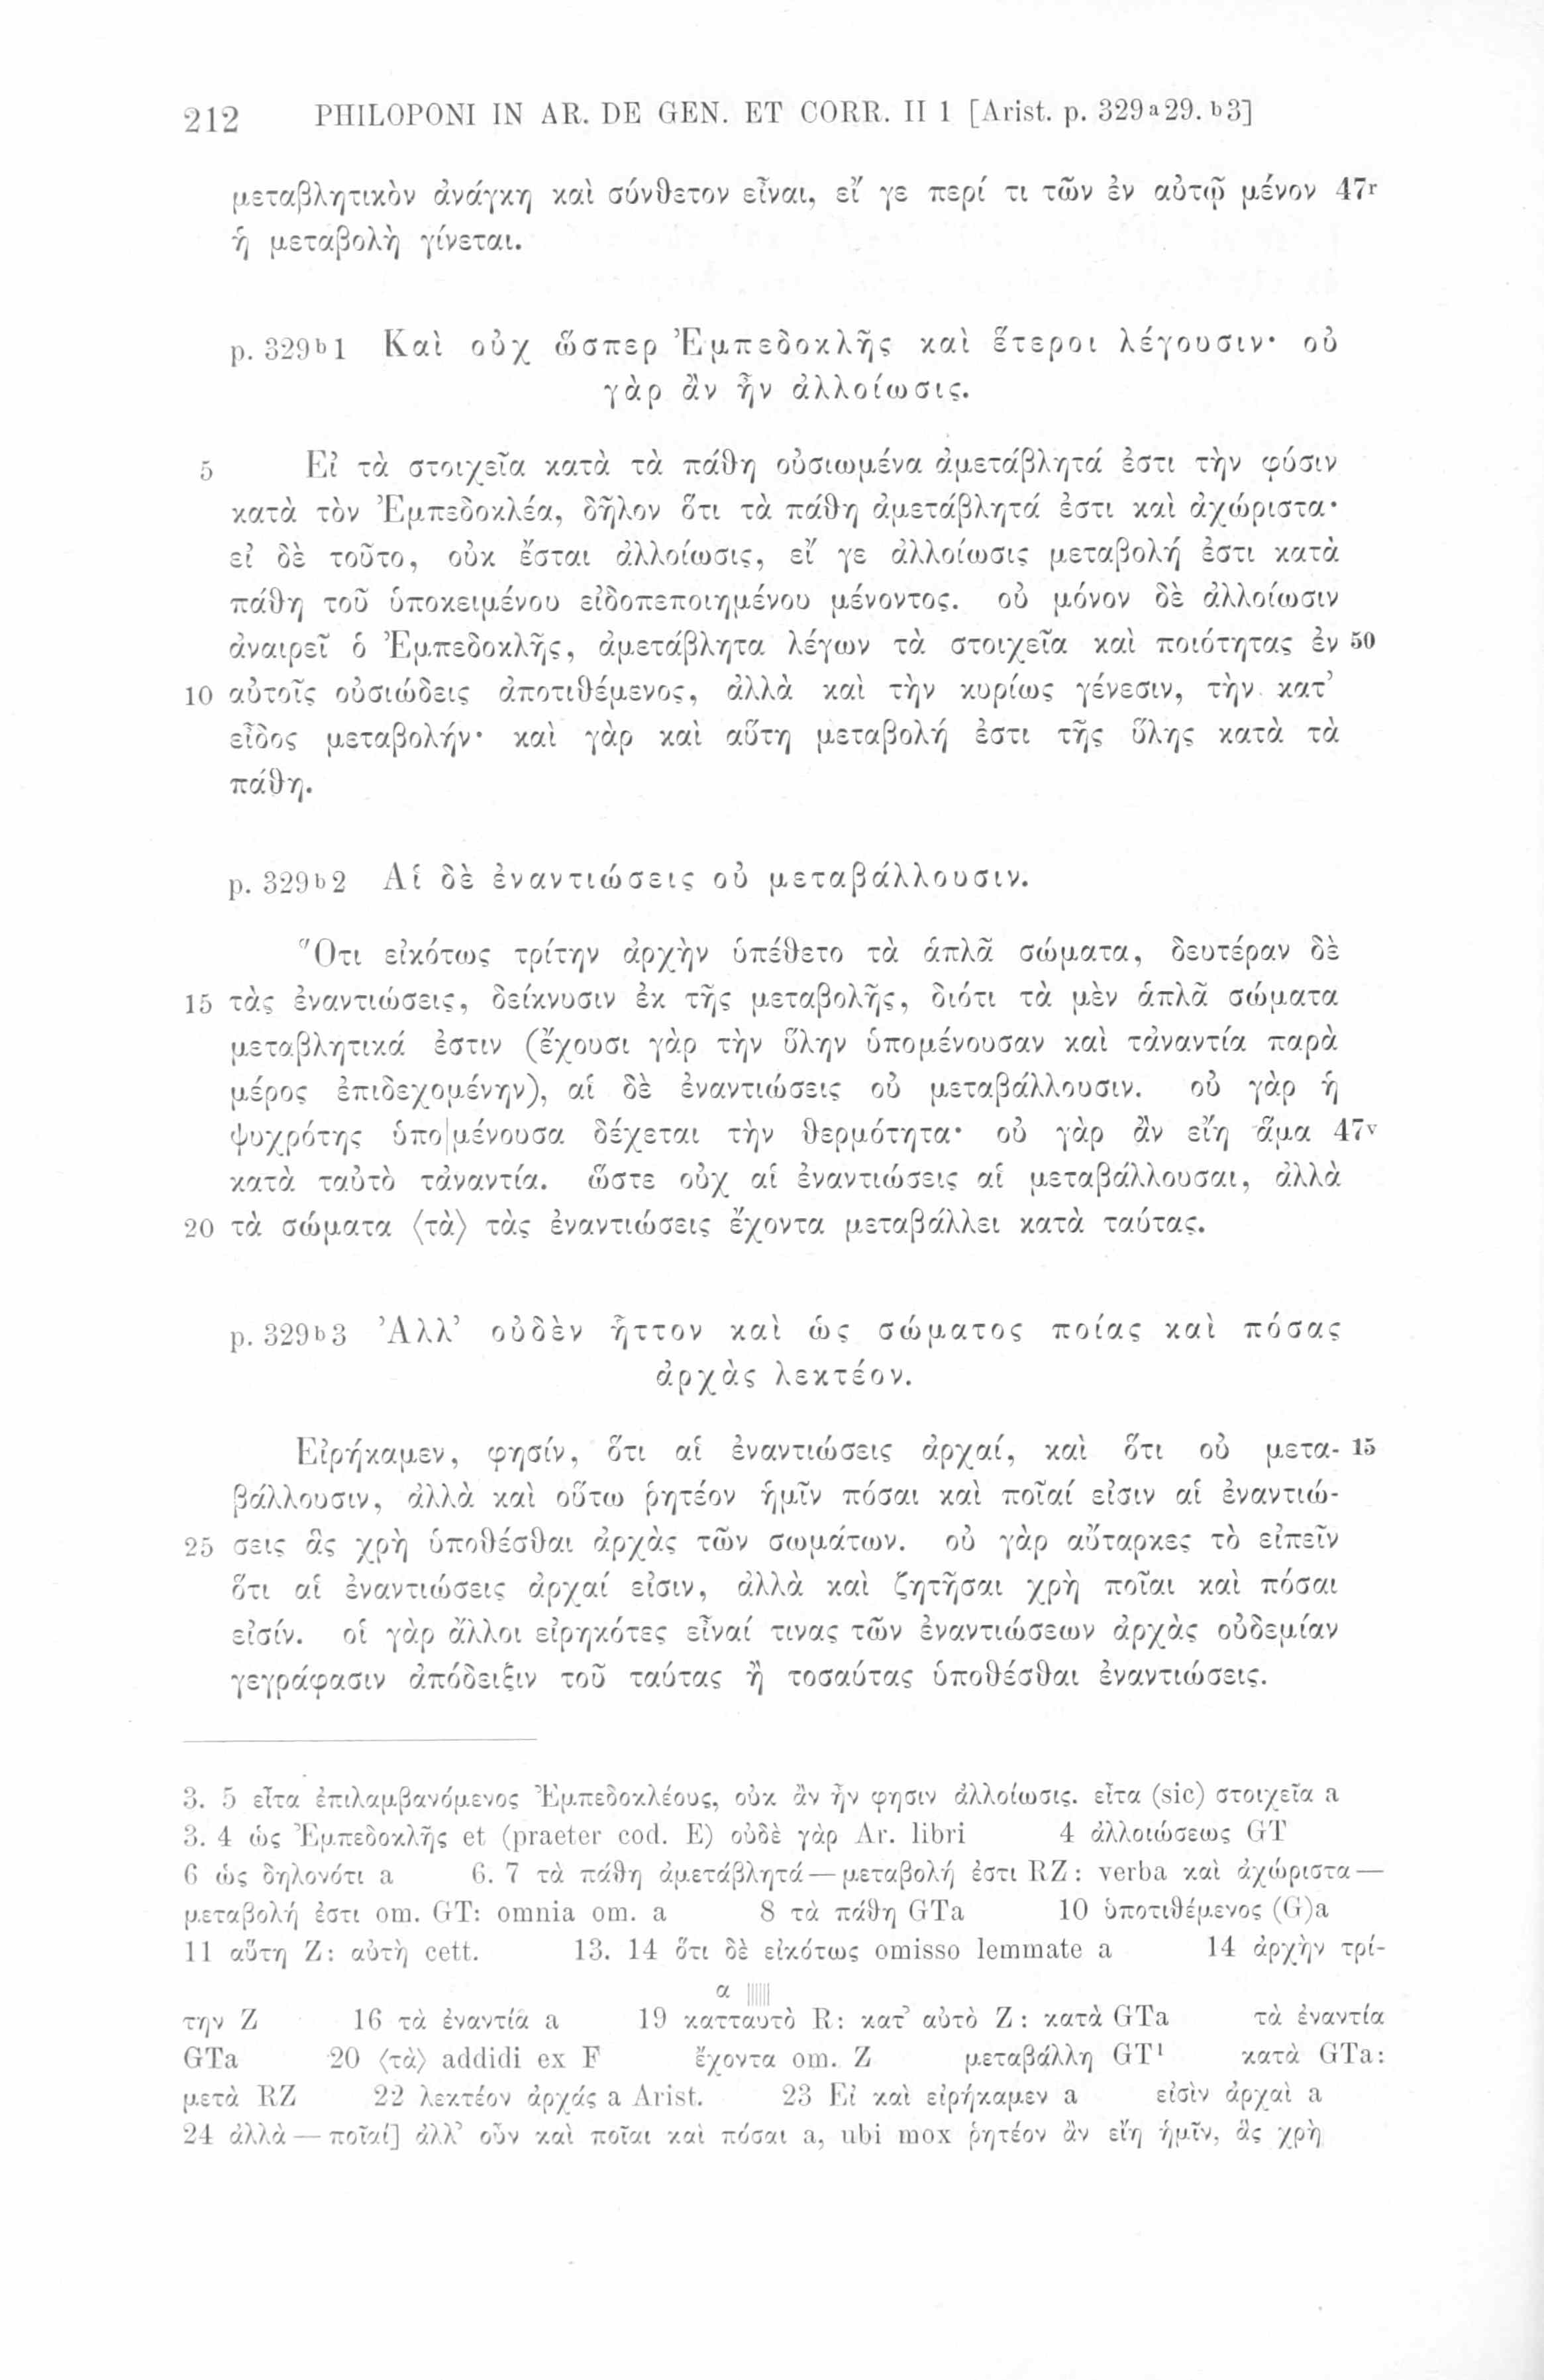 212 PHILOPONI IN AR. DE GEN. ET CORR. II 1 [Arist. p. 329a29. b3]
μεταβλητικὸν ἀνάγκη καὶ σύνθετον εἶναι, εἴ γε περί τι τῶν ἐν αὐτῷ μένον 47r
ἡ μεταβολὴ γίνεται.
p. 329b1 Καὶ οὐχ ὥσπερ Ἐμπεδοκλῆς καὶ ἕτεροι λέγουσιν· οὐ
γὰρ ἂν ἦν ἀλλοίωσις.
5 Εἰ τὰ στοιχεῖα κατὰ τὰ πάθη οὐσιωμένα ἀμετάβλητά ἐστι τὴν φύσιν
κατὰ τὸν Ἐμπεδοκλέα, δῆλον ὅτι τὰ πάθη ἀμετάβλητά ἐστι καὶ ἀχώριστα·
εἰ δὲ τοῦτο, οὐκ ἔσται ἀλλοίωσις, εἴ γε ἀλλοίωσις μεταβολή ἐστι κατὰ
πάθη τοῦ ὑποκειμένου εἰδοπεποιημένου μένοντος. οὐ μόνον δὲ ἀλλοίωσιν
ἀναιρεῖ ὁ Ἐμπεδοκλῆς, ἀμετάβλητα λέγων τὰ στοιχεῖα καὶ ποιότητας ἐν 50
10 αὐτοῖς οὐσιώδεις ἀποτιθέμενος, ἀλλὰ καὶ τὴν κυρίως γένεσιν, τὴν κατ’
εἶδος μεταβολήν· καὶ γὰρ καὶ αὕτη μεταβολή ἐστι τῆς ὕλης κατὰ τὰ
πάθη.
p. 329b2 Αἱ δὲ ἐναντιώσεις οὐ μεταβάλλουσιν.
Ὅτι εἰκότως τρίτην ἀρχὴν ὑπέθετο τὰ ἁπλᾶ σώματα, δευτέραν δὲ
15 τὰς ἐναντιώσεις, δείκνυσιν ἐκ τῆς μεταβολῆς, διότι τὰ μὲν ἁπλᾶ σώματα
μεταβλητικά ἐστιν (ἔχουσι γὰρ τὴν ὕλην ὑπομένουσαν καὶ τἀναντία παρὰ
μέρος ἐπιδεχομένην), αἱ δὲ ἐναντιώσεις οὐ μεταβάλλουσιν. οὐ γὰρ ἡ
ψυχρότης ὑπο|μένουσα δέχεται τὴν θερμότητα· οὐ γὰρ ἂν εἴη ἅμα 47v
κατὰ ταὐτὸ τἀναντία. ὥστε οὐχ αἱ ἐναντιώσεις αἱ μεταβάλλουσαι, ἀλλὰ
20 τὰ σώματα ⟨τὰ⟩ τὰς ἐναντιώσεις ἔχοντα μεταβάλλει κατὰ ταύτας.
p. 329b3 Ἀλλ’ οὐδὲν ἧττον καὶ ὡς σώματος ποίας καὶ πόσας
ἀρχὰς λεκτέον.
Εἰρήκαμεν, φησίν, ὅτι αἱ ἐναντιώσεις ἀρχαί, καὶ ὅτι οὐ μετα- 15
βάλλουσιν, ἀλλὰ καὶ οὕτω ῥητέον ἡμῖν πόσαι καὶ ποῖαί εἰσιν αἱ ἐναντιώ-
25 σεις ἃς χρὴ ὑποθέσθαι ἀρχὰς τῶν σωμάτων. οὐ γὰρ αὔταρκες τὸ εἰπεῖν
ὅτι αἱ ἐναντιώσεις ἀρχαί εἰσιν, ἀλλὰ καὶ ζητῆσαι χρὴ ποῖαι καὶ πόσαι
εἰσίν. οἱ γὰρ ἄλλοι εἰρηκότες εἶναί τινας τῶν ἐναντιώσεων ἀρχὰς οὐδεμίαν
γεγράφασιν ἀπόδειξιν τοῦ ταύτας ἢ τοσαύτας ὑποθέσθαι ἐναντιώσεις.
3. 5 εἶτα ἐπιλαμβανόμενος Ἐμπεδοκλέους, οὐκ ἂν ἦν φησιν ἀλλοίωσις. εἶτα (sic) στοιχεῖα a
3. 4 ὡς Ἐμπεδοκλῆς et (praeter cod. E) οὐδὲ γὰρ Ar. libri 4 ἀλλοιώσεως GT
6 ὡς δηλονότι a 6. 7 τὰ πάθη ἀμετάβλητά — μεταβολή ἐστι RZ: verba καὶ ἀχώριστα —
μεταβολή ἐστι om. GT: omnia om. a 8 τὰ πάθη GTa 10 ὑποτιθέμενος (G)a
11 αὕτη Z: αὐτὴ cett. 13. 14 ὅτι δὲ εἰκότως omisso lemmate a 14 ἀρχὴν τρί-
α
την Z 16 τὰ ἐναντία a 19 κατταυτὸ R: κατ’ αὐτὸ Z: κατὰ GTa τὰ ἐναντία
GTa 20 ⟨τὰ⟩ addidi ex F ἔχοντα om. Z μεταβάλλη GT¹ κατὰ GTa:
μετὰ RZ 22 λεκτέον ἀρχάς a Arist. 23 Εἰ καὶ εἰρήκαμεν a εἰσὶν ἀρχαὶ a
24 ἀλλὰ — ποῖαί] ἀλλ’ οὖν καὶ ποῖαι καὶ πόσαι a, ubi mox ῥητέον ἂν εἴη ἡμῖν, ἃς χρὴ